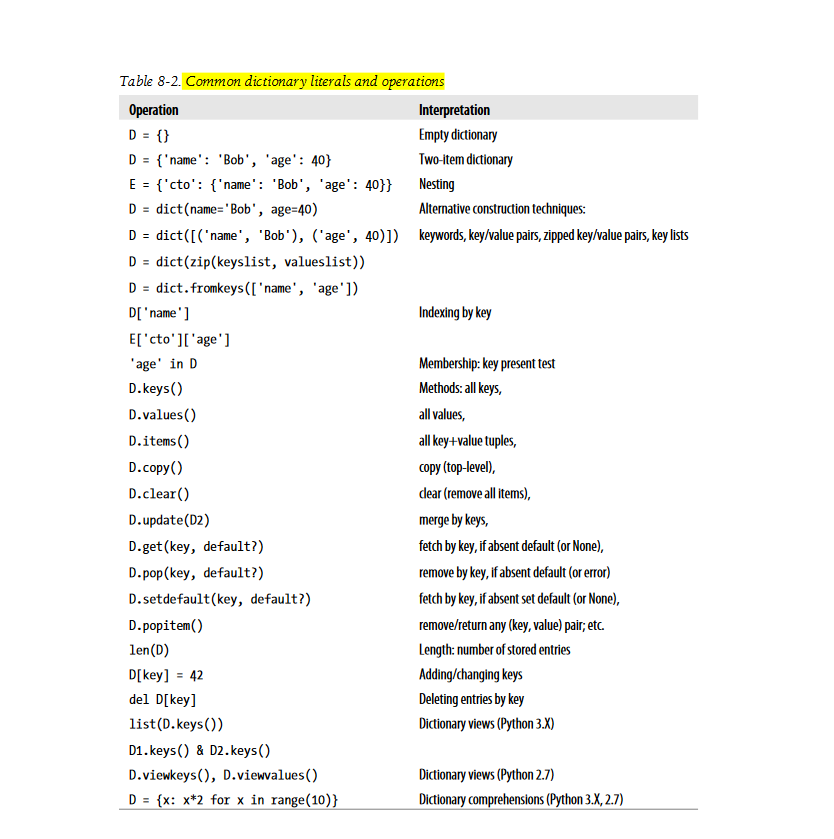 Table 8-2. Common dictionary literals and operations
Operation Interpretation
D = {} Empty dictionary
D = {'name': 'Bob', 'age': 40} Two-item dictionary
E = {'cto': {'name': 'Bob', 'age': 40}} Nesting
D = dict(name='Bob', age=40) Alternative construction techniques:
D = dict([('name', 'Bob'), ('age', 40)]) keywords, key/value pairs, zipped key/value pairs, key lists
D = dict(zip(keyslist, valueslist))
D = dict.fromkeys(['name', 'age'])
D['name'] Indexing by key
E['cto']['age']
'age' in D Membership: key present test
D.keys() Methods: all keys,
D.values() all values,
D.items() all key+value tuples,
D.copy() copy (top-level),
D.clear() clear (remove all items),
D.update(D2) merge by keys,
D.get(key, default?) fetch by key, if absent default (or None),
D.pop(key, default?) remove by key, if absent default (or error)
D.setdefault(key, default?) fetch by key, if absent set default (or None),
D.popitem() remove/return any (key, value) pair; etc.
len(D) Length: number of stored entries
D[key] = 42 Adding/changing keys
del D[key] Deleting entries by key
list(D.keys()) Dictionary views (Python 3.X)
D1.keys() & D2.keys()
D.viewkeys(), D.viewvalues() Dictionary views (Python 2.7)
D = {x: x*2 for x in range(10)} Dictionary comprehensions (Python 3.X, 2.7)